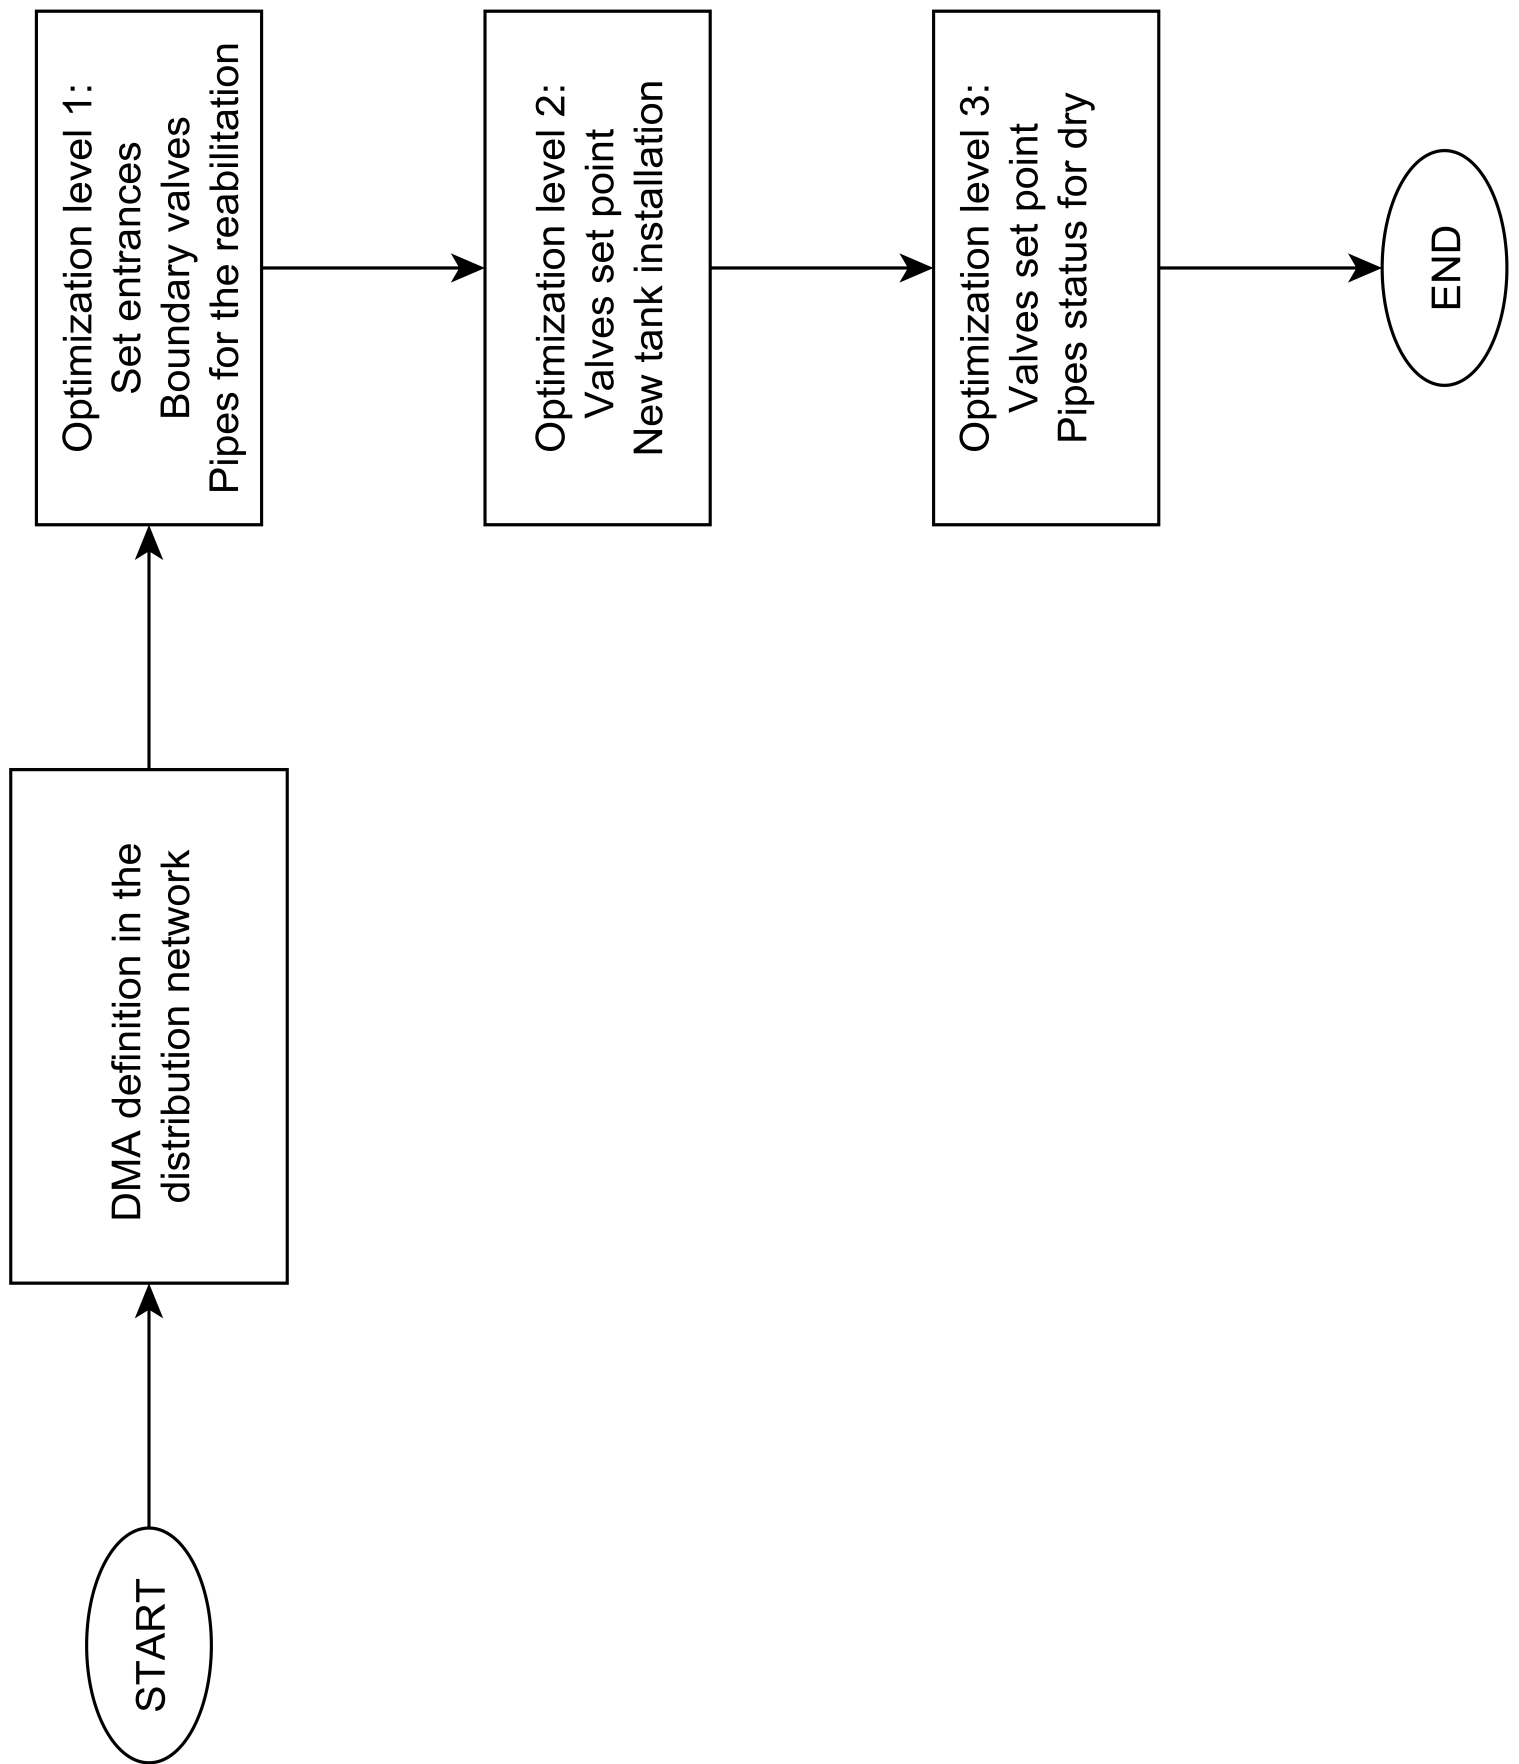 START
DMA definition in the
distribution network
Optimization level 1:
Set entrances
Boundary valves
Pipes for the reabilitation
Optimization level 2:
Valves set point
New tank installation
Optimization level 3:
Valves set point
Pipes status for dry
END